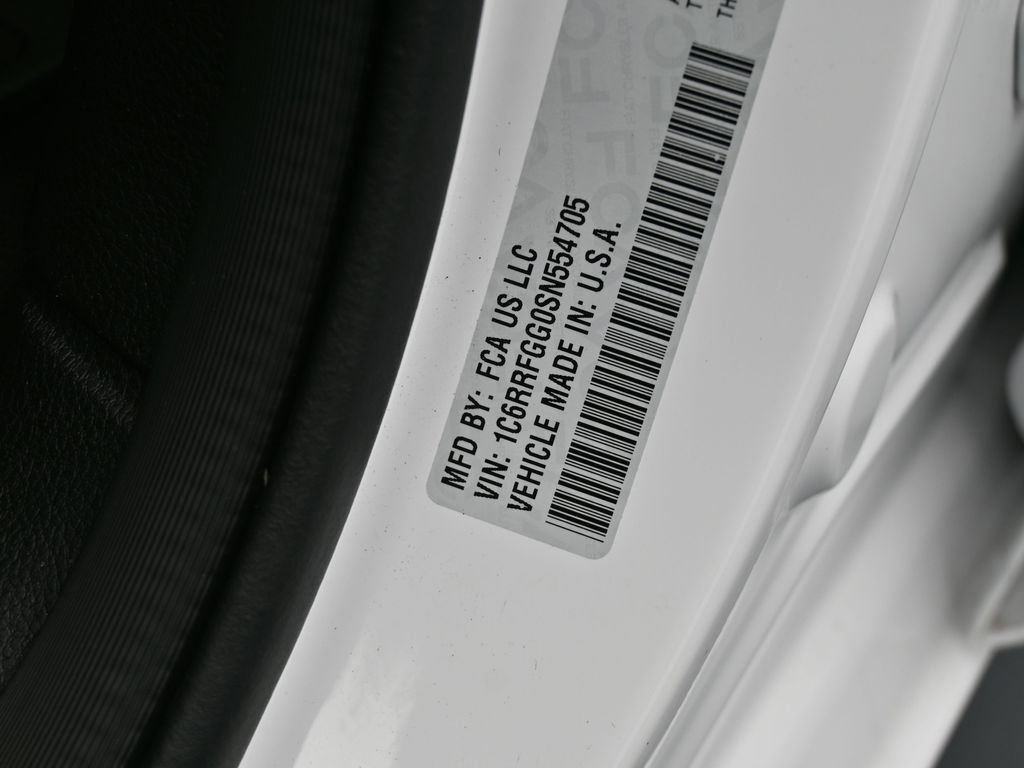 MFD BY: FCA US LLC
VIN: 1C6RRFGG0SN554705
VEHICLE MADE IN: U.S.A.